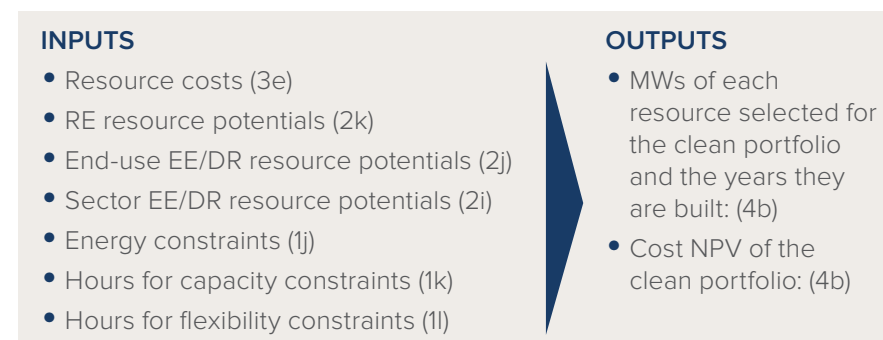 INPUTS
• Resource costs (3e)
• RE resource potentials (2k)
• End-use EE/DR resource potentials (2j)
• Sector EE/DR resource potentials (2i)
• Energy constraints (1j)
• Hours for capacity constraints (1k)
• Hours for flexibility constraints (1l)
OUTPUTS
• MWs of each
resource selected for
the clean portfolio
and the years they
are built: (4b)
• Cost NPV of the
clean portfolio: (4b)